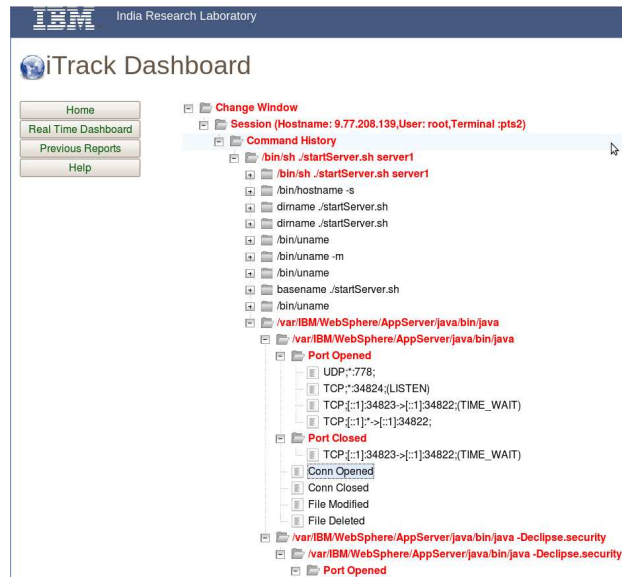 IBM India Research Laboratory
iTrack Dashboard
Home
Real Time Dashboard
Previous Reports
Help
Change Window
Session (Hostname: 9.77.208.139,User: root,Terminal :pts2)
Command History
/bin/sh ./startServer.sh server1
/bin/sh ./startServer.sh server1
/bin/hostname -s
dirname ./startServer.sh
dirname ./startServer.sh
/bin/uname
/bin/uname -m
/bin/uname
basename ./startServer.sh
/bin/uname
/var/IBM/WebSphere/AppServer/java/bin/java
/var/IBM/WebSphere/AppServer/java/bin/java
Port Opened
UDP;*:778;
TCP;*:34824;(LISTEN)
TCP;[::1]:34823->[::1]:34822;(TIME_WAIT)
TCP;[::1]:*->[::1]:34822;
Port Closed
TCP;[::1]:34823->[::1]:34822;(TIME_WAIT)
Conn Opened
Conn Closed
File Modified
File Deleted
/var/IBM/WebSphere/AppServer/java/bin/java -Declipse.security
/var/IBM/WebSphere/AppServer/java/bin/java -Declipse.security
Port Opened